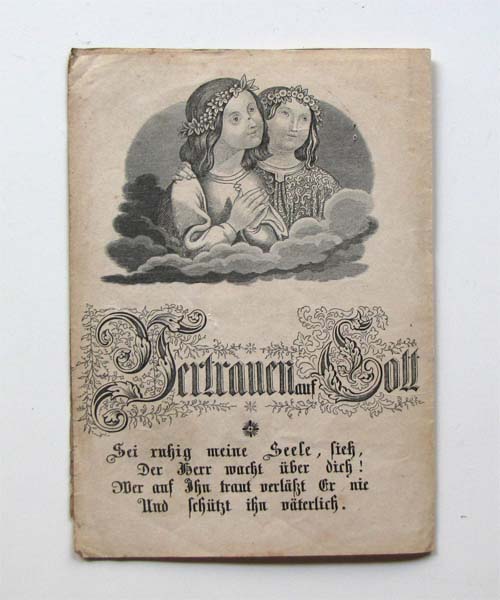 Vertrauen auf Gott
Sei ruhig meine Seele, sieh,
Der Herr wacht über dich!
Wer auf Ihn traut verläßt Er nie
Und schützt ihn väterlich.